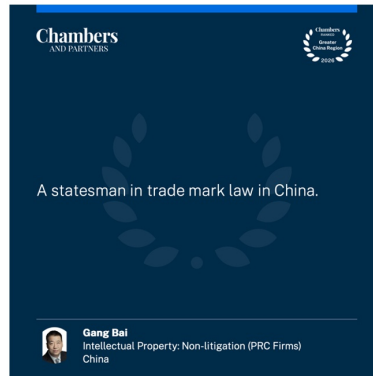 Chambers
AND PARTNERS
Chambers
RANKED
Greater
China Region
2026
A statesman in trade mark law in China.
Gang Bai
Intellectual Property: Non-litigation (PRC Firms)
China